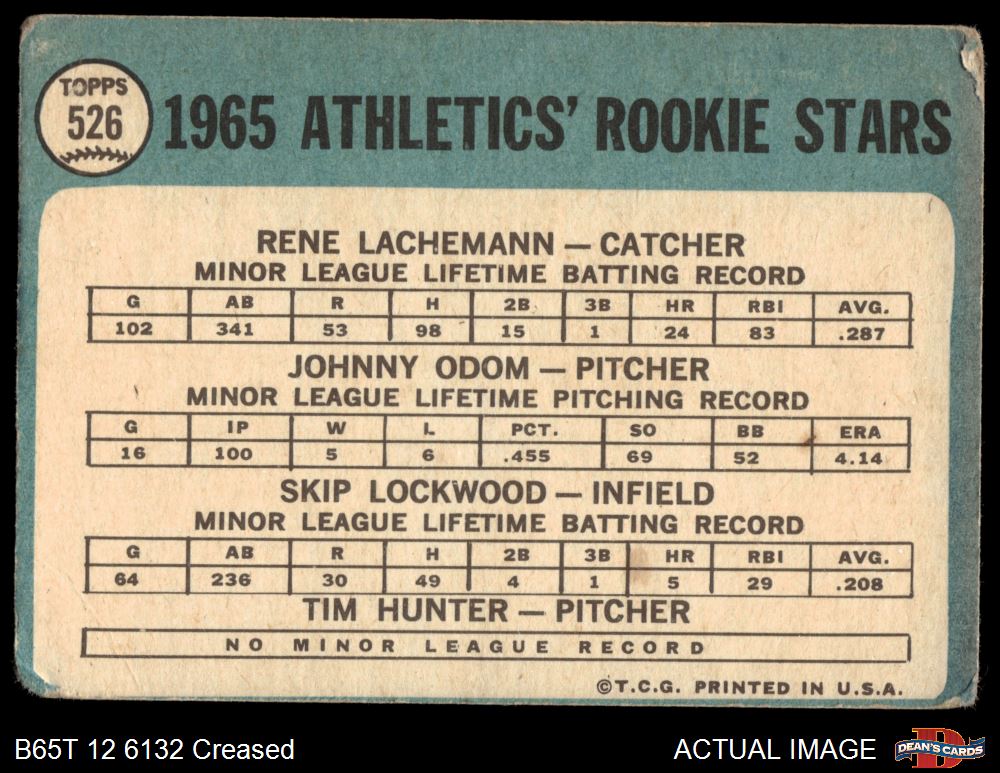 TOPPS
526
1965 ATHLETICS' ROOKIE STARS
RENE LACHEMANN — CATCHER
MINOR LEAGUE LIFETIME BATTING RECORD
G AB R H 2B 3B HR RBI AVG.
102 341 53 98 15 1 24 83 .287
JOHNNY ODOM — PITCHER
MINOR LEAGUE LIFETIME PITCHING RECORD
G IP W L PCT. SO BB ERA
16 100 5 6 .455 69 52 4.14
SKIP LOCKWOOD — INFIELD
MINOR LEAGUE LIFETIME BATTING RECORD
G AB R H 2B 3B HR RBI AVG.
64 236 30 49 4 1 5 29 .208
TIM HUNTER — PITCHER
NO MINOR LEAGUE RECORD
©T.C.G. PRINTED IN U.S.A.
B65T 12 6132 Creased
ACTUAL IMAGE
D
DEAN'S CARDS